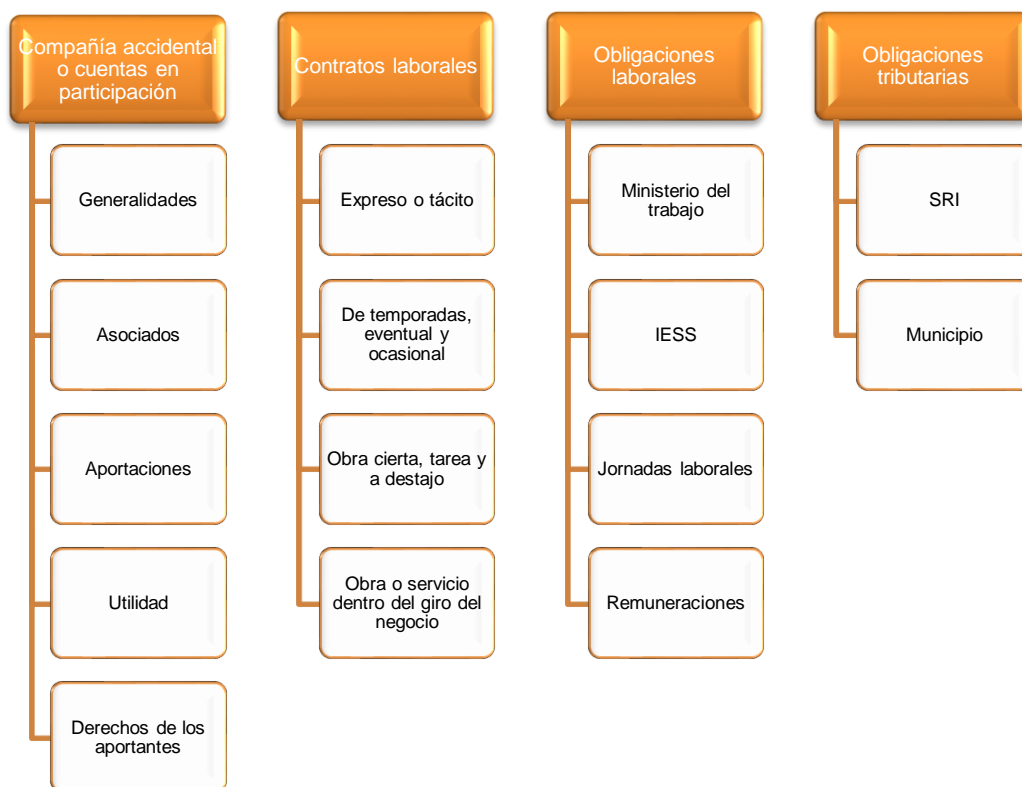 Compañía accidental
o cuentas en
participación
Generalidades
Asociados
Aportaciones
Utilidad
Derechos de los
aportantes
Contratos laborales
Expreso o tácito
De temporadas,
eventual y
ocasional
Obra cierta, tarea y
a destajo
Obra o servicio
dentro del giro del
negocio
Obligaciones
laborales
Ministerio del
trabajo
IESS
Jornadas laborales
Remuneraciones
Obligaciones
tributarias
SRI
Municipio